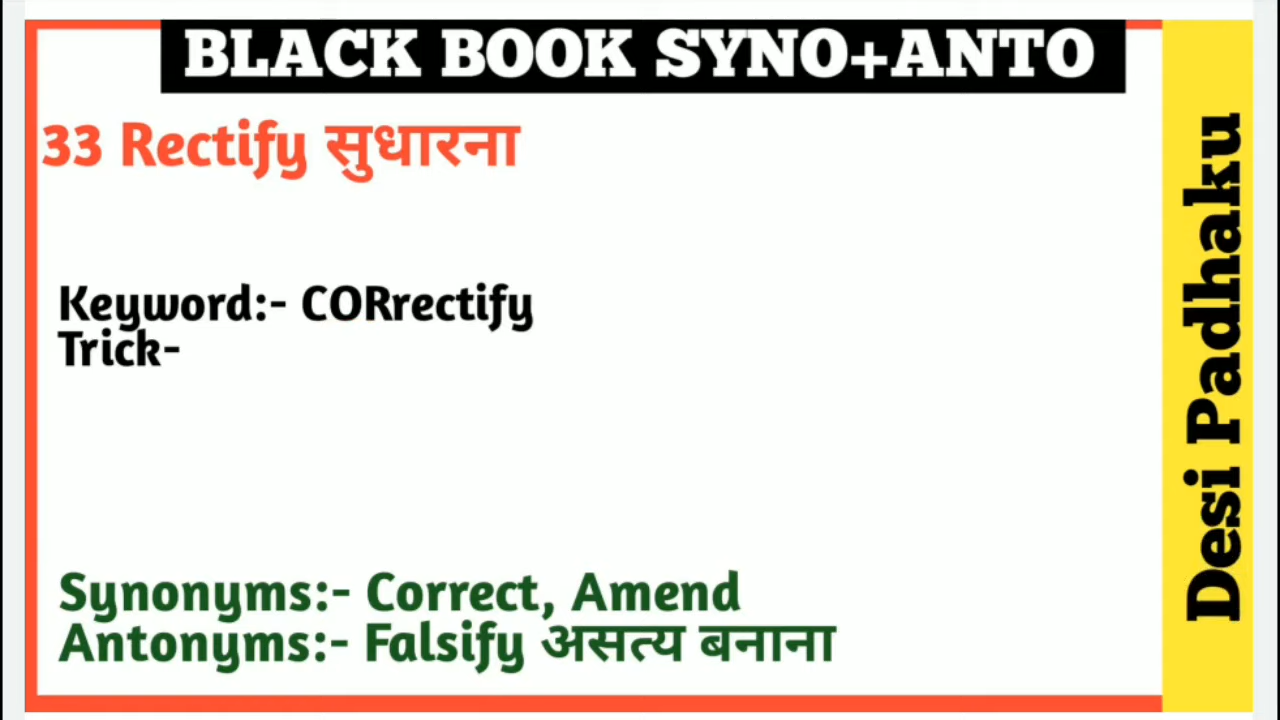 BLACK BOOK SYNO+ANTO
33 Rectify सुधारना
Keyword:- CORrectify
Trick-
Synonyms:- Correct, Amend
Antonyms:- Falsify असत्य बनाना
Desi Padhaku